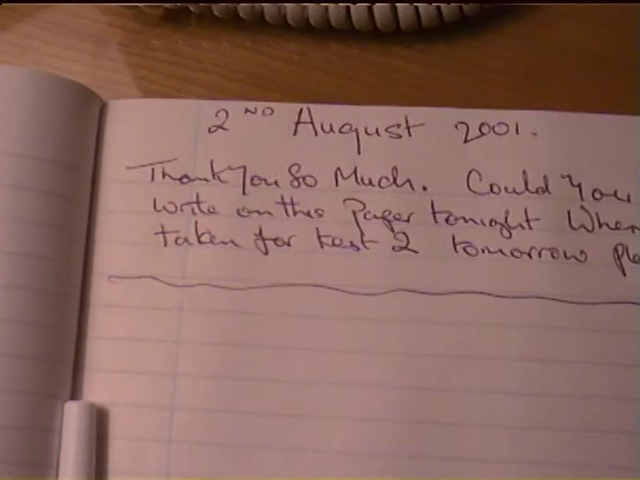 2ND August 2001.
Thank You So Much. Could You
write on this Paper tonight When
taken for test 2 tomorrow